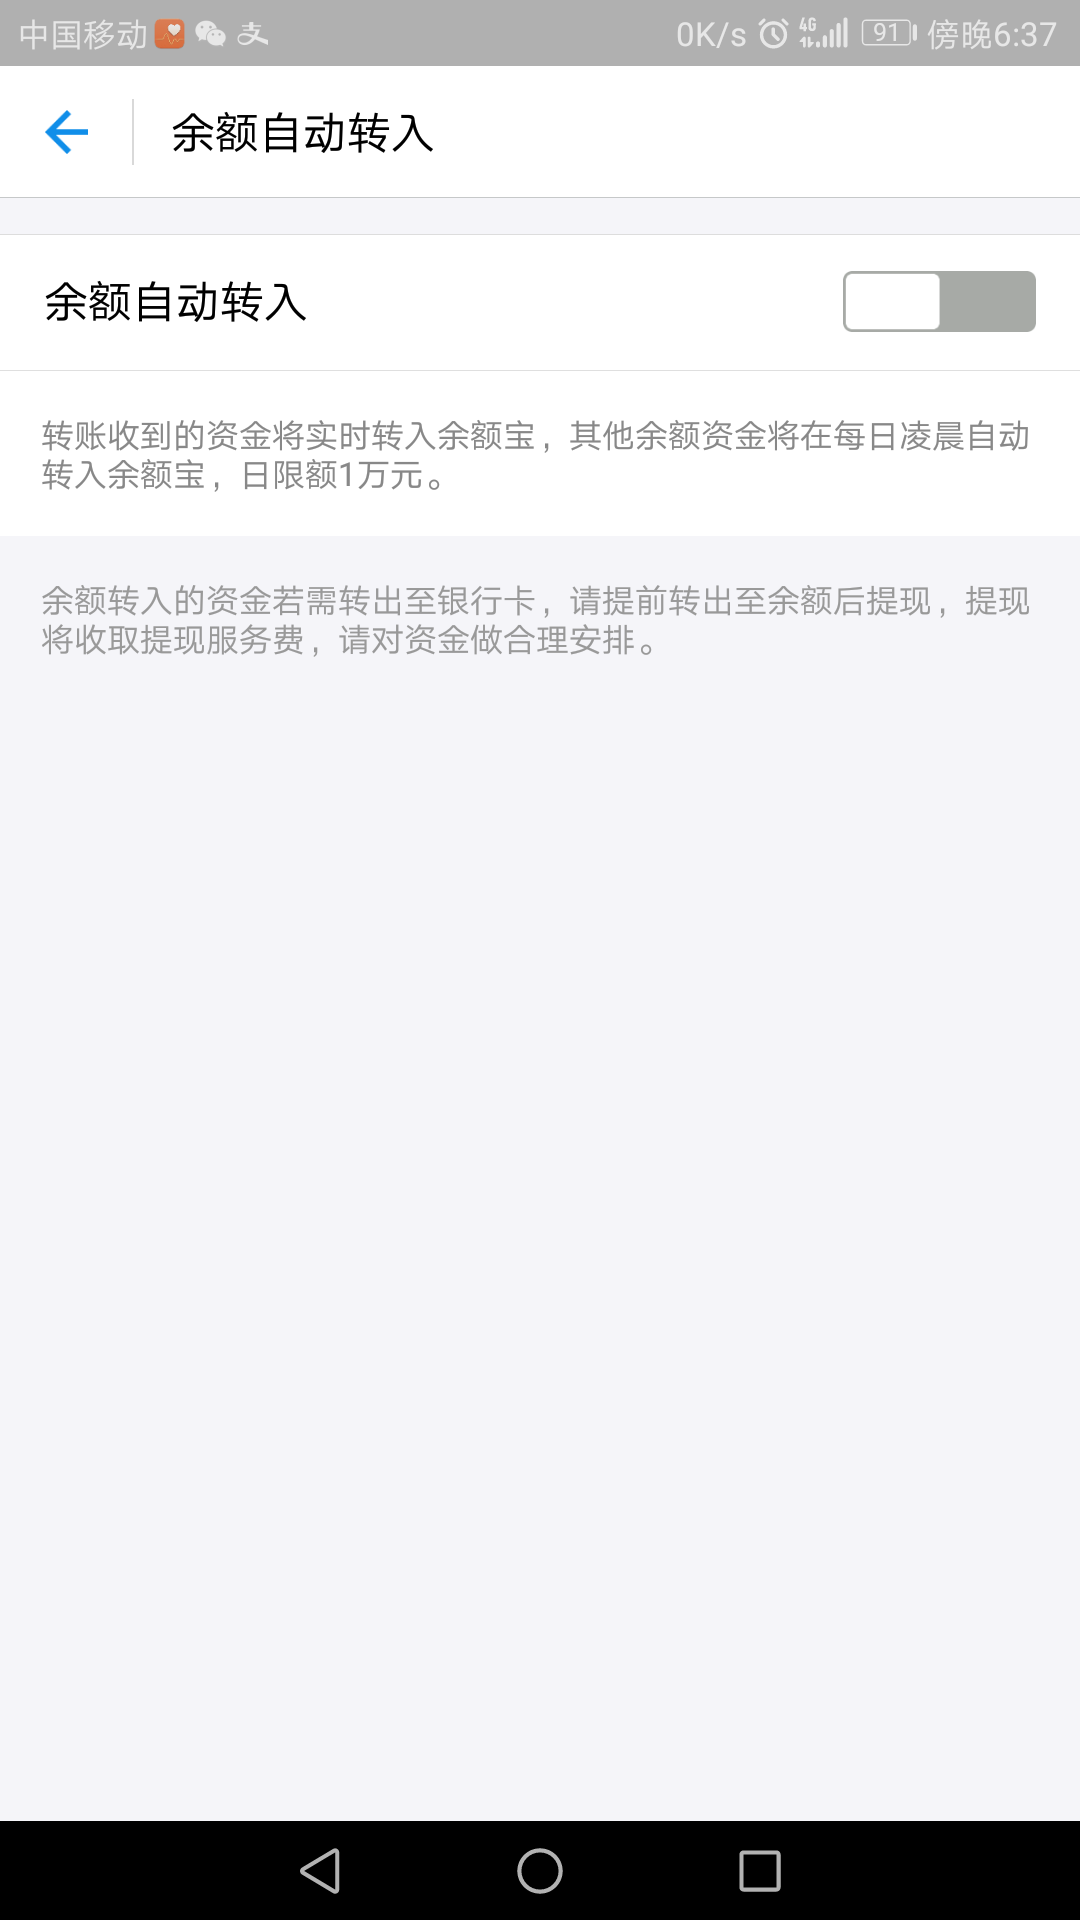 中国移动 0K/s 4G 91 傍晚6:37
余额自动转入
余额自动转入
转账收到的资金将实时转入余额宝，其他余额资金将在每日凌晨自动
转入余额宝，日限额1万元。
余额转入的资金若需转出至银行卡，请提前转出至余额后提现，提现
将收取提现服务费，请对资金做合理安排。